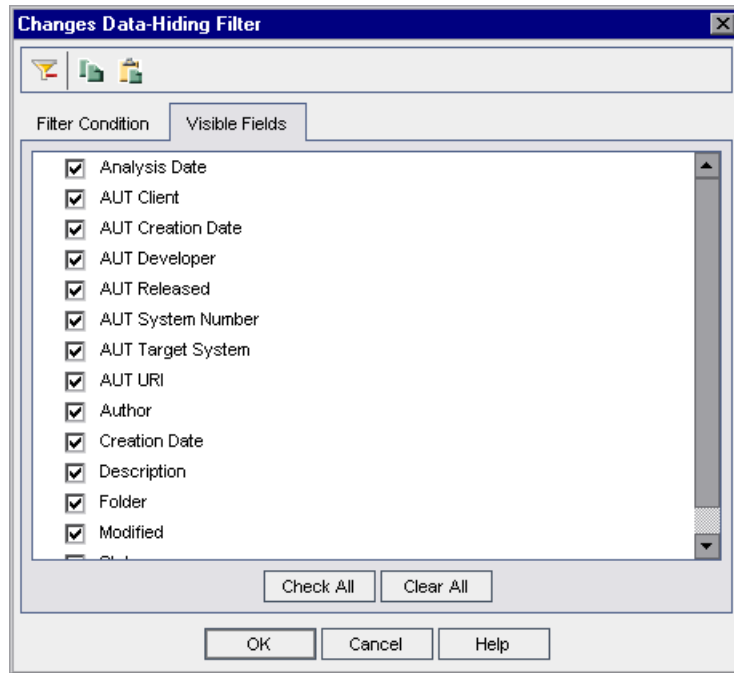 Changes Data-Hiding Filter
Filter Condition Visible Fields
Analysis Date
AUT Client
AUT Creation Date
AUT Developer
AUT Released
AUT System Number
AUT Target System
AUT URI
Author
Creation Date
Description
Folder
Modified
Check All Clear All
OK Cancel Help